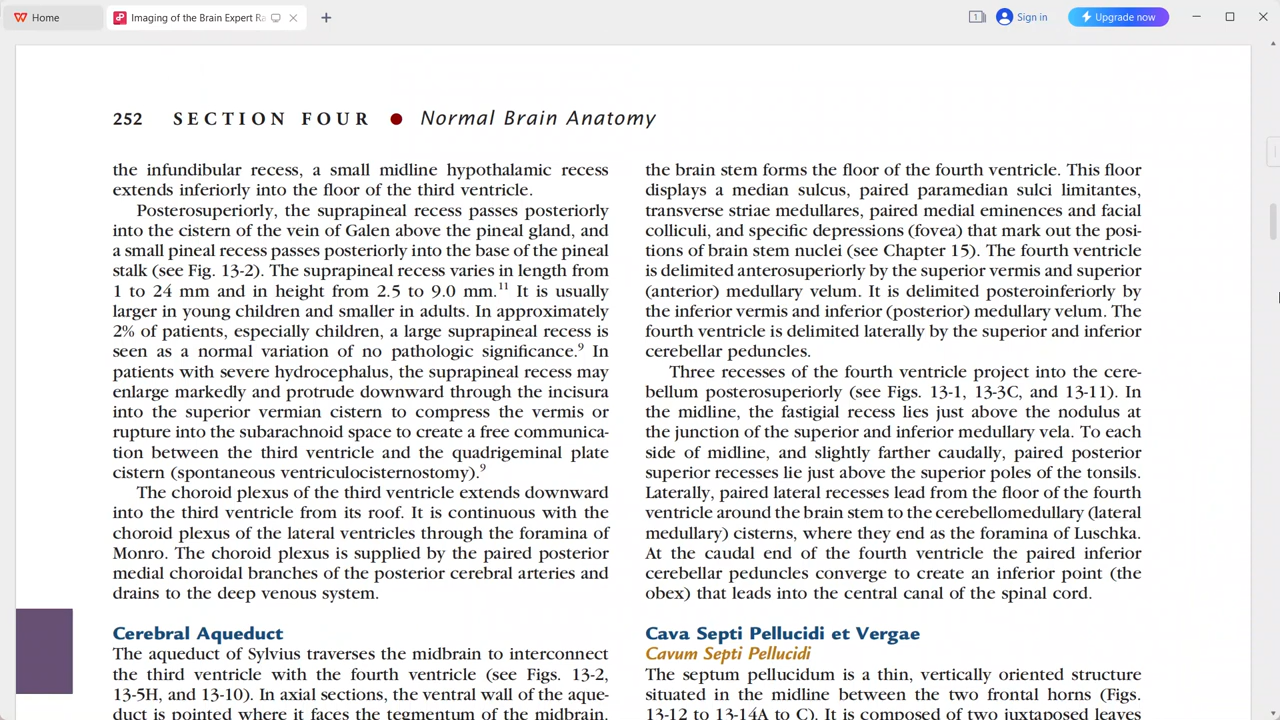 Home
Imaging of the Brain Expert Ra
1
Sign in
Upgrade now
252 SECTION FOUR ● Normal Brain Anatomy
the infundibular recess, a small midline hypothalamic recess
extends inferiorly into the floor of the third ventricle.
Posterosuperiorly, the suprapineal recess passes posteriorly
into the cistern of the vein of Galen above the pineal gland, and
a small pineal recess passes posteriorly into the base of the pineal
stalk (see Fig. 13-2). The suprapineal recess varies in length from
1 to 24 mm and in height from 2.5 to 9.0 mm.¹¹ It is usually
larger in young children and smaller in adults. In approximately
2% of patients, especially children, a large suprapineal recess is
seen as a normal variation of no pathologic significance.⁹ In
patients with severe hydrocephalus, the suprapineal recess may
enlarge markedly and protrude downward through the incisura
into the superior vermian cistern to compress the vermis or
rupture into the subarachnoid space to create a free communica-
tion between the third ventricle and the quadrigeminal plate
cistern (spontaneous ventriculocisternostomy).⁹
The choroid plexus of the third ventricle extends downward
into the third ventricle from its roof. It is continuous with the
choroid plexus of the lateral ventricles through the foramina of
Monro. The choroid plexus is supplied by the paired posterior
medial choroidal branches of the posterior cerebral arteries and
drains to the deep venous system.
Cerebral Aqueduct
The aqueduct of Sylvius traverses the midbrain to interconnect
the third ventricle with the fourth ventricle (see Figs. 13-2,
13-5H, and 13-10). In axial sections, the ventral wall of the aque-
duct is pointed where it faces the tegmentum of the midbrain,
the brain stem forms the floor of the fourth ventricle. This floor
displays a median sulcus, paired paramedian sulci limitantes,
transverse striae medullares, paired medial eminences and facial
colliculi, and specific depressions (fovea) that mark out the posi-
tions of brain stem nuclei (see Chapter 15). The fourth ventricle
is delimited anterosuperiorly by the superior vermis and superior
(anterior) medullary velum. It is delimited posteroinferiorly by
the inferior vermis and inferior (posterior) medullary velum. The
fourth ventricle is delimited laterally by the superior and inferior
cerebellar peduncles.
Three recesses of the fourth ventricle project into the cere-
bellum posterosuperiorly (see Figs. 13-1, 13-3C, and 13-11). In
the midline, the fastigial recess lies just above the nodulus at
the junction of the superior and inferior medullary vela. To each
side of midline, and slightly farther caudally, paired posterior
superior recesses lie just above the superior poles of the tonsils.
Laterally, paired lateral recesses lead from the floor of the fourth
ventricle around the brain stem to the cerebellomedullary (lateral
medullary) cisterns, where they end as the foramina of Luschka.
At the caudal end of the fourth ventricle the paired inferior
cerebellar peduncles converge to create an inferior point (the
obex) that leads into the central canal of the spinal cord.
Cava Septi Pellucidi et Vergae
Cavum Septi Pellucidi
The septum pellucidum is a thin, vertically oriented structure
situated in the midline between the two frontal horns (Figs.
13-12 to 13-14A to C). It is composed of two juxtaposed leaves